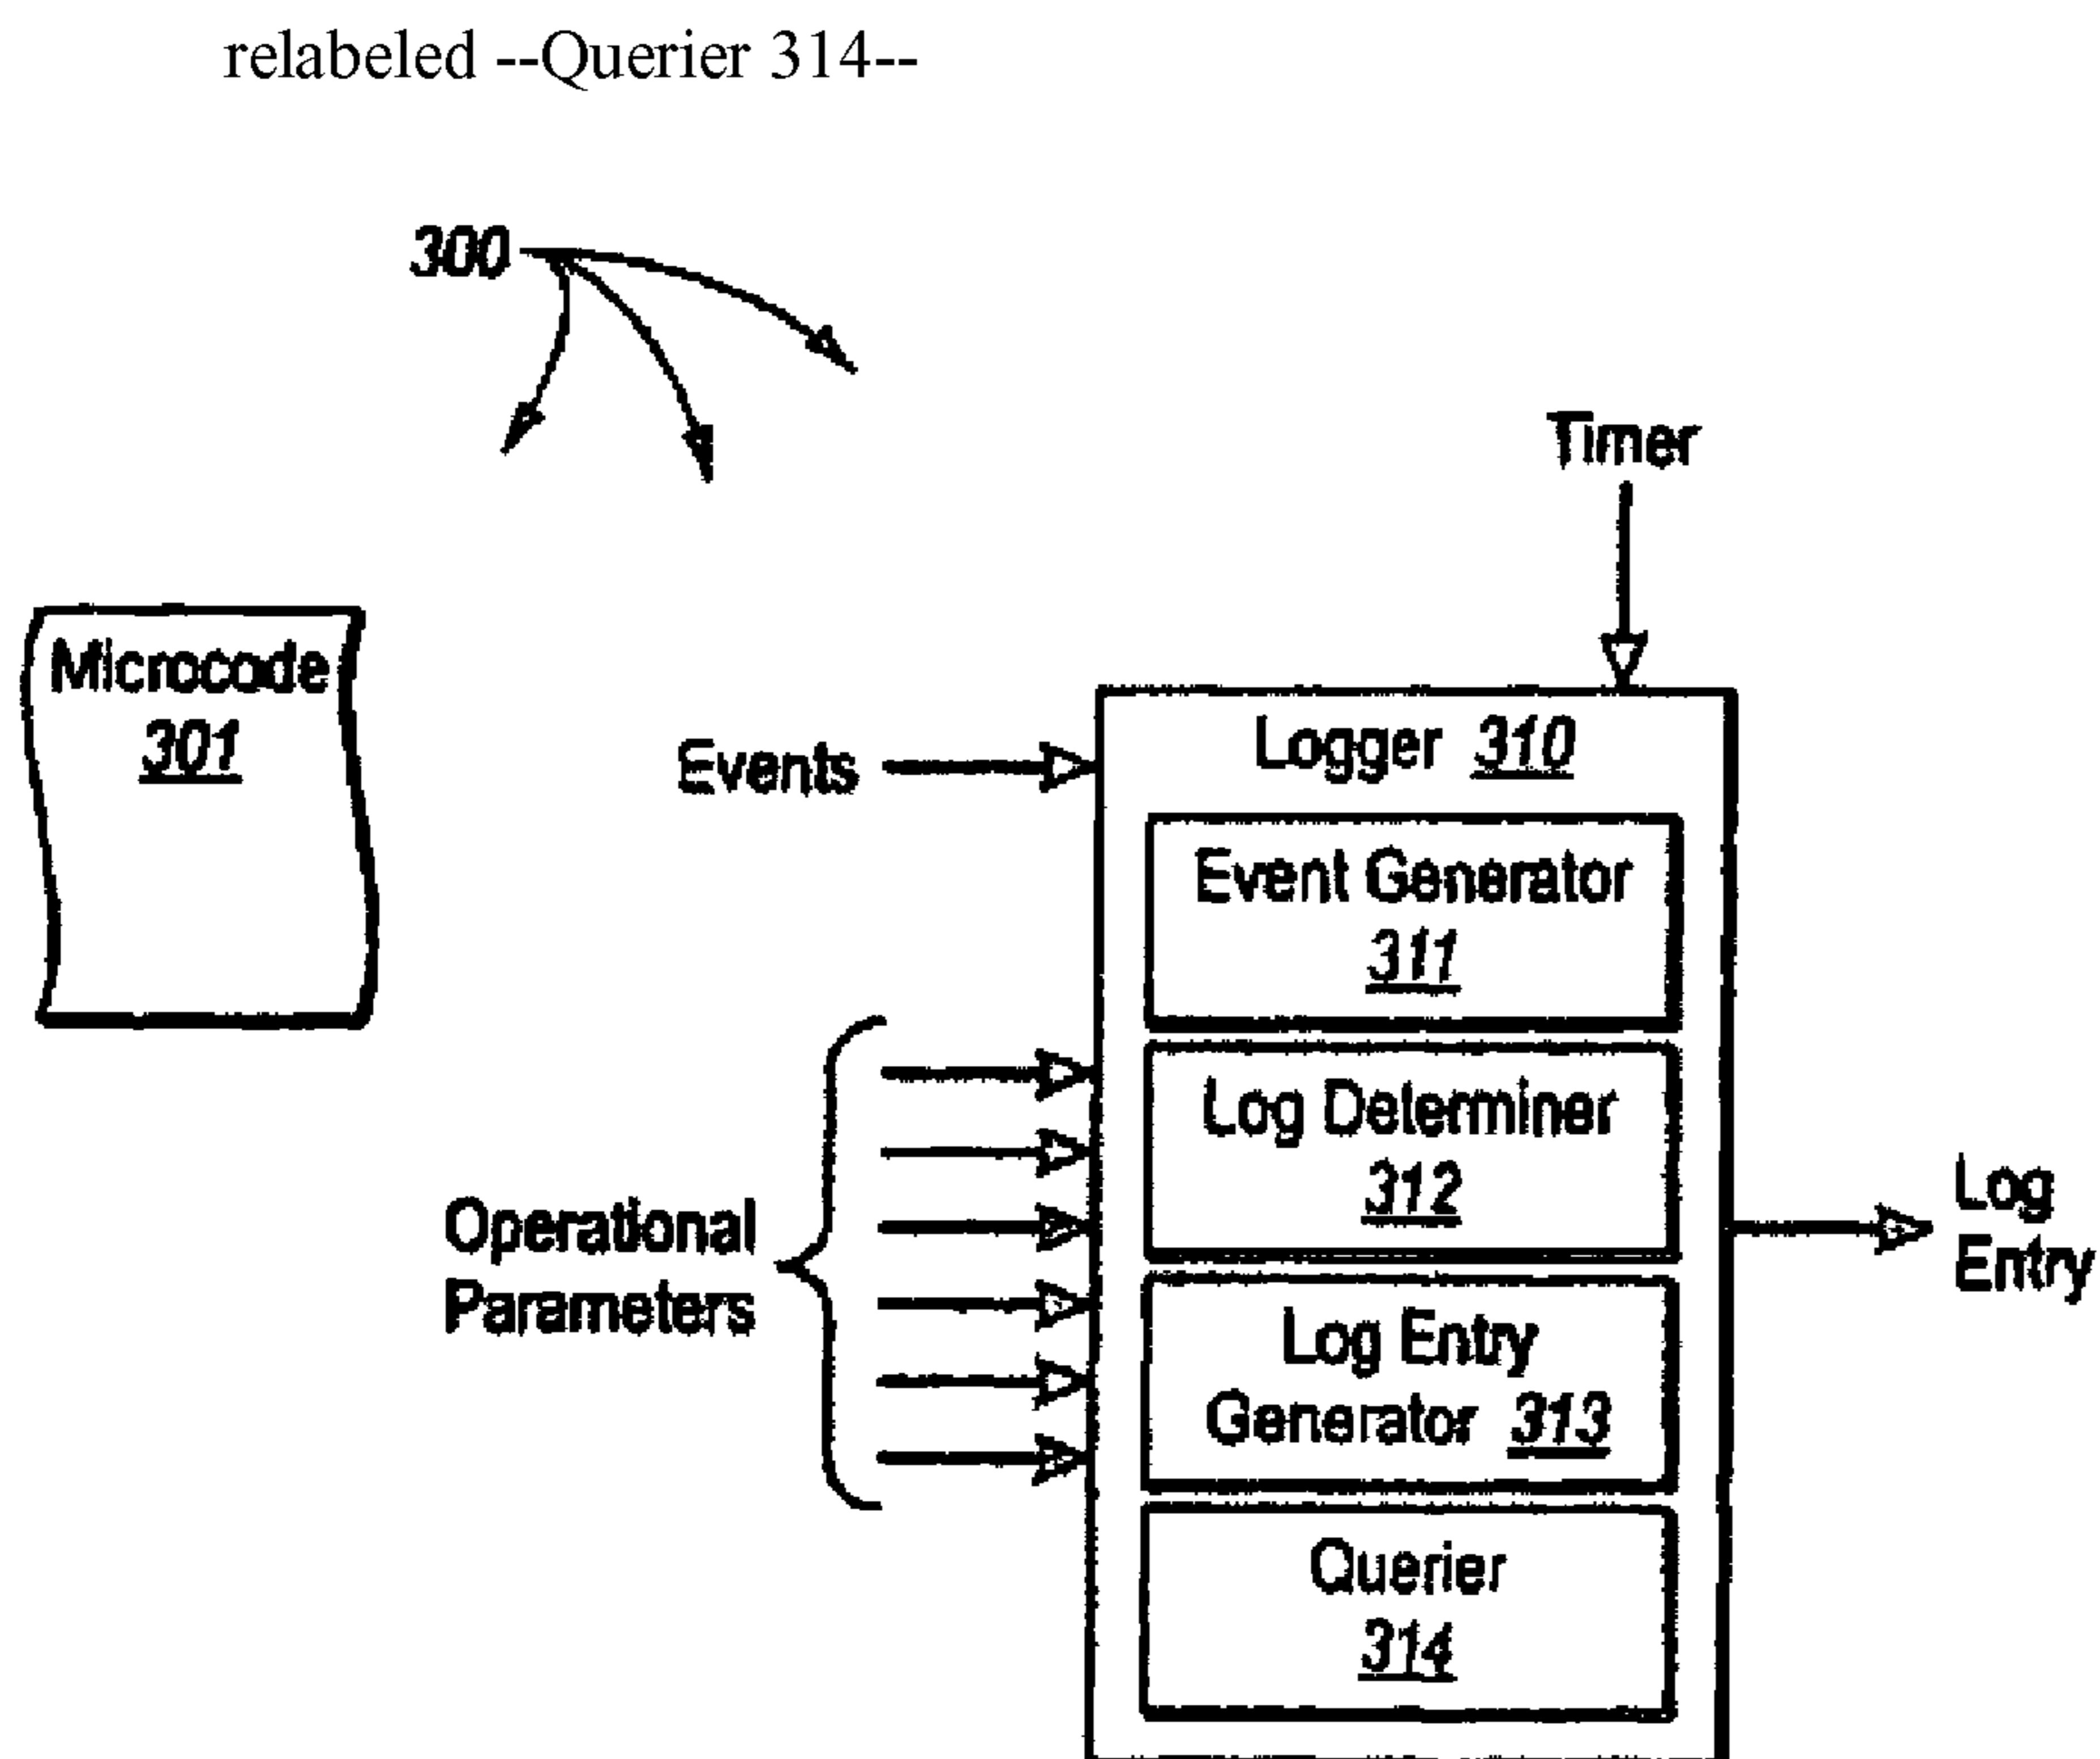 relabeled --Querier 314--
300
Timer
Microcode
301
Events
Logger 310
Event Generator
311
Log Determiner
312
Operational
Parameters
Log
Entry
Log Entry
Generator 313
Querier
314